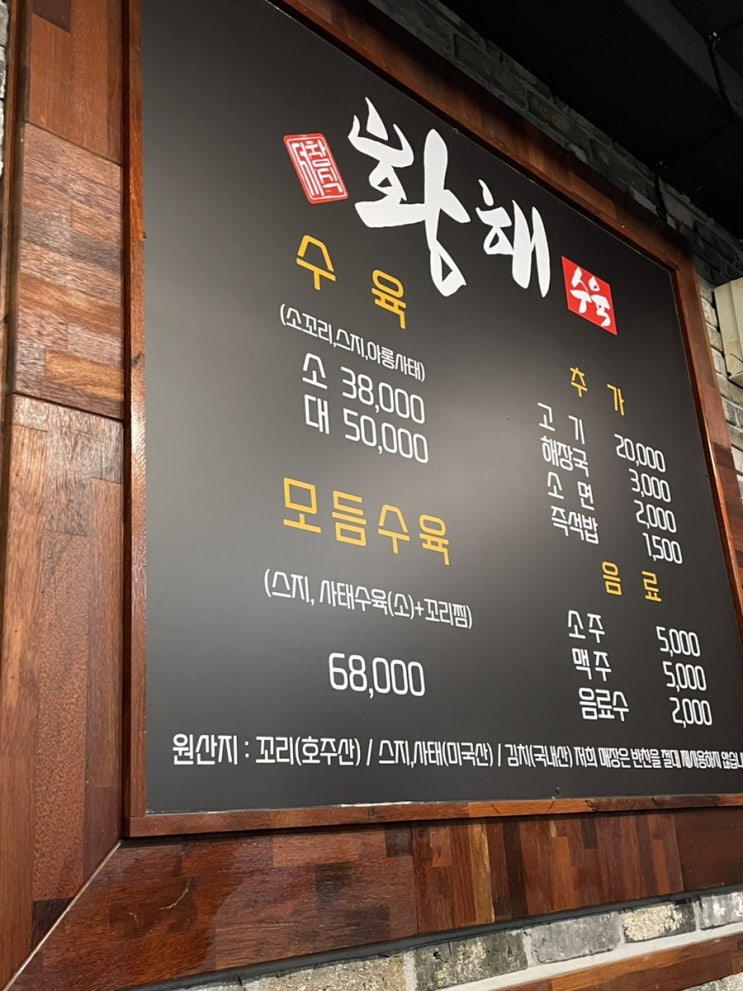 황해
수육
수육
(소꼬리,스지,아롱사태)
소 38,000
대 50,000
모듬수육
(스지, 사태수육(소)+꼬리찜)
68,000
추가
고기 20,000
해장국 3,000
소면 2,000
즉석밥 1,500
음료
소주 5,000
맥주 5,000
음료수 2,000
원산지 : 꼬리(호주산) / 스지,사태(미국산) / 김치(국내산) 저희 매장은 반찬을 절대 재사용하지 않습니